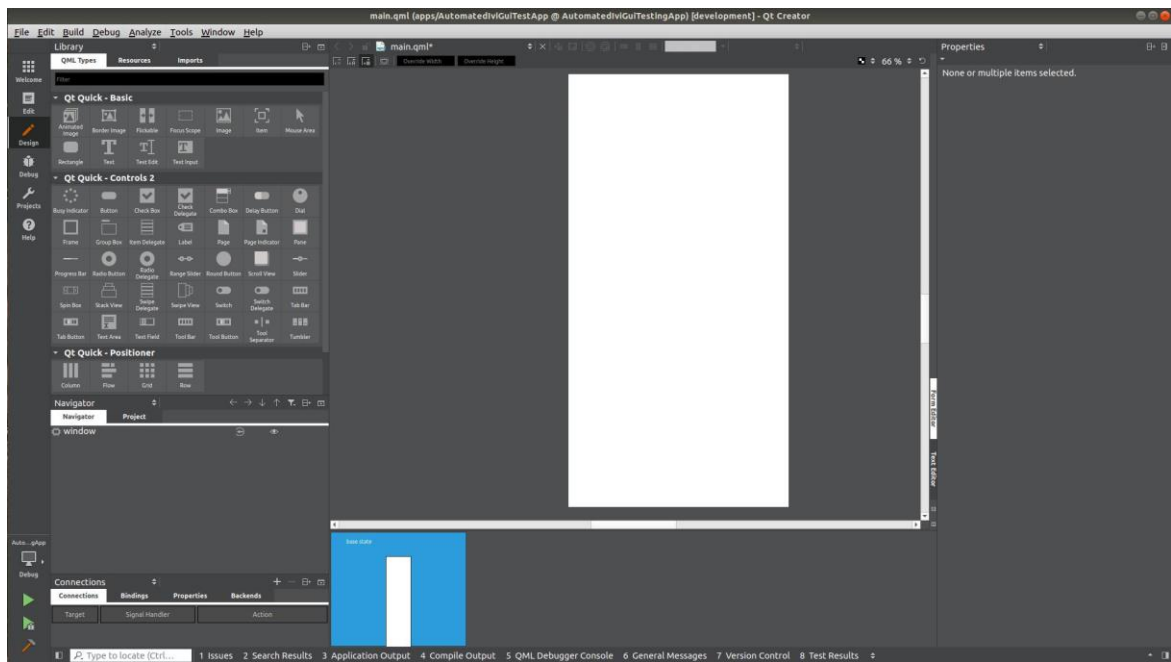 main.qml (apps/AutomatedIviGuiTestApp @ AutomatedIviGuiTestingApp) [development] - Qt Creator
File Edit Build Debug Analyze Tools Window Help
Library
main.qml*
Properties
QML Types Resources Imports
Override Width Override Height
66 %
Welcome
Filter
None or multiple items selected.
Edit
Qt Quick - Basic
Animated Image Border Image Flickable Focus Scope Image Item Mouse Area
Design
Rectangle Text Text Edit Text Input
Debug
Qt Quick - Controls 2
Projects
Busy Indicator Button Check Box Check Delegate Combo Box Delay Button Dial
Help
Frame Group Box Item Delegate Label Page Page Indicator Pane
Progress Bar Radio Button Radio Delegate Range Slider Round Button Scroll View Slider
Spin Box Stack View Swipe Delegate Swipe View Switch Switch Delegate Tab Bar
Tab Button Text Area Text Field Tool Bar Tool Button Tool Separator Tumbler
Qt Quick - Positioner
Column Flow Grid Row
Navigator
Navigator Project
window
Form Editor
Text Editor
base state
Auto...gApp
Debug
Connections
Connections Bindings Properties Backends
Target Signal Handler Action
Type to locate (Ctrl... 1 Issues 2 Search Results 3 Application Output 4 Compile Output 5 QML Debugger Console 6 General Messages 7 Version Control 8 Test Results